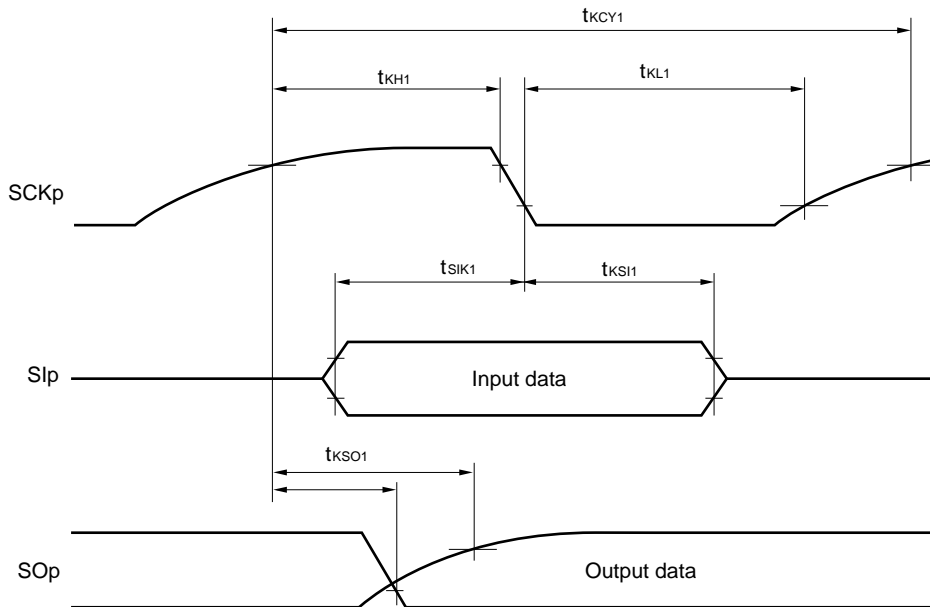 tKCY1
tKH1
tKL1
SCKp
tSIK1
tKSI1
SIp
Input data
tKSO1
SOp
Output data